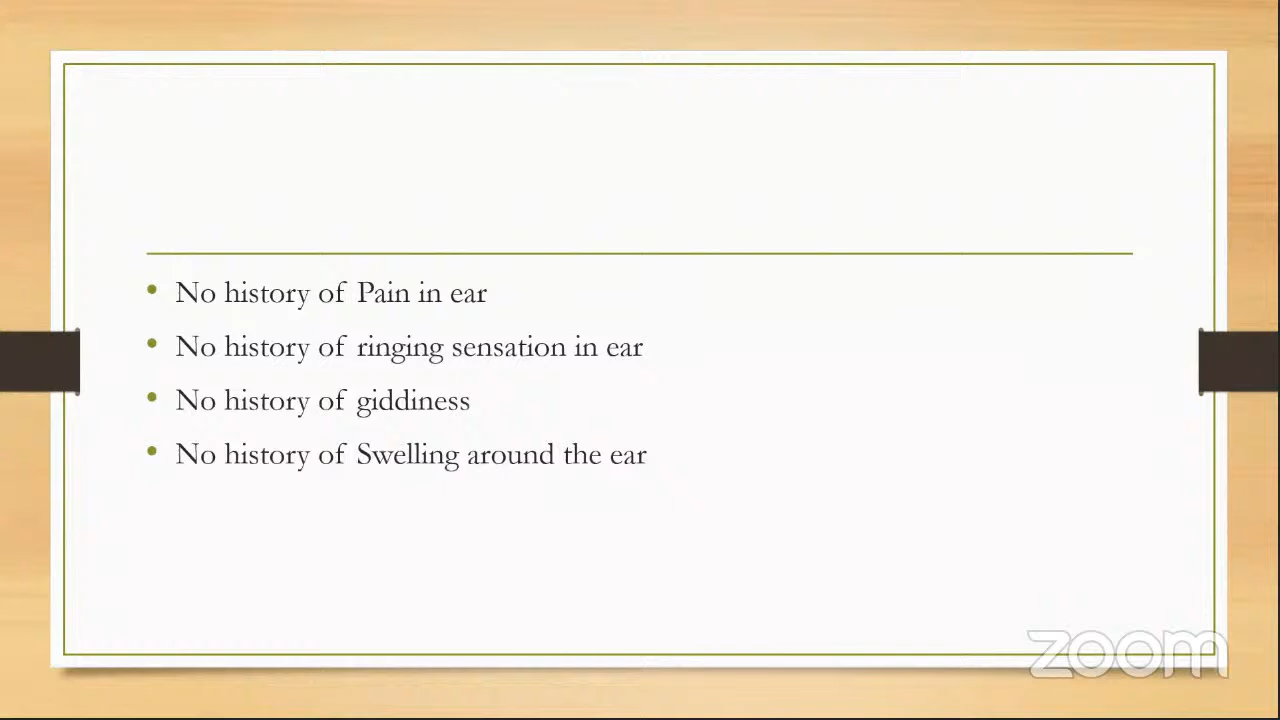 • No history of Pain in ear
• No history of ringing sensation in ear
• No history of giddiness
• No history of Swelling around the ear
zoom